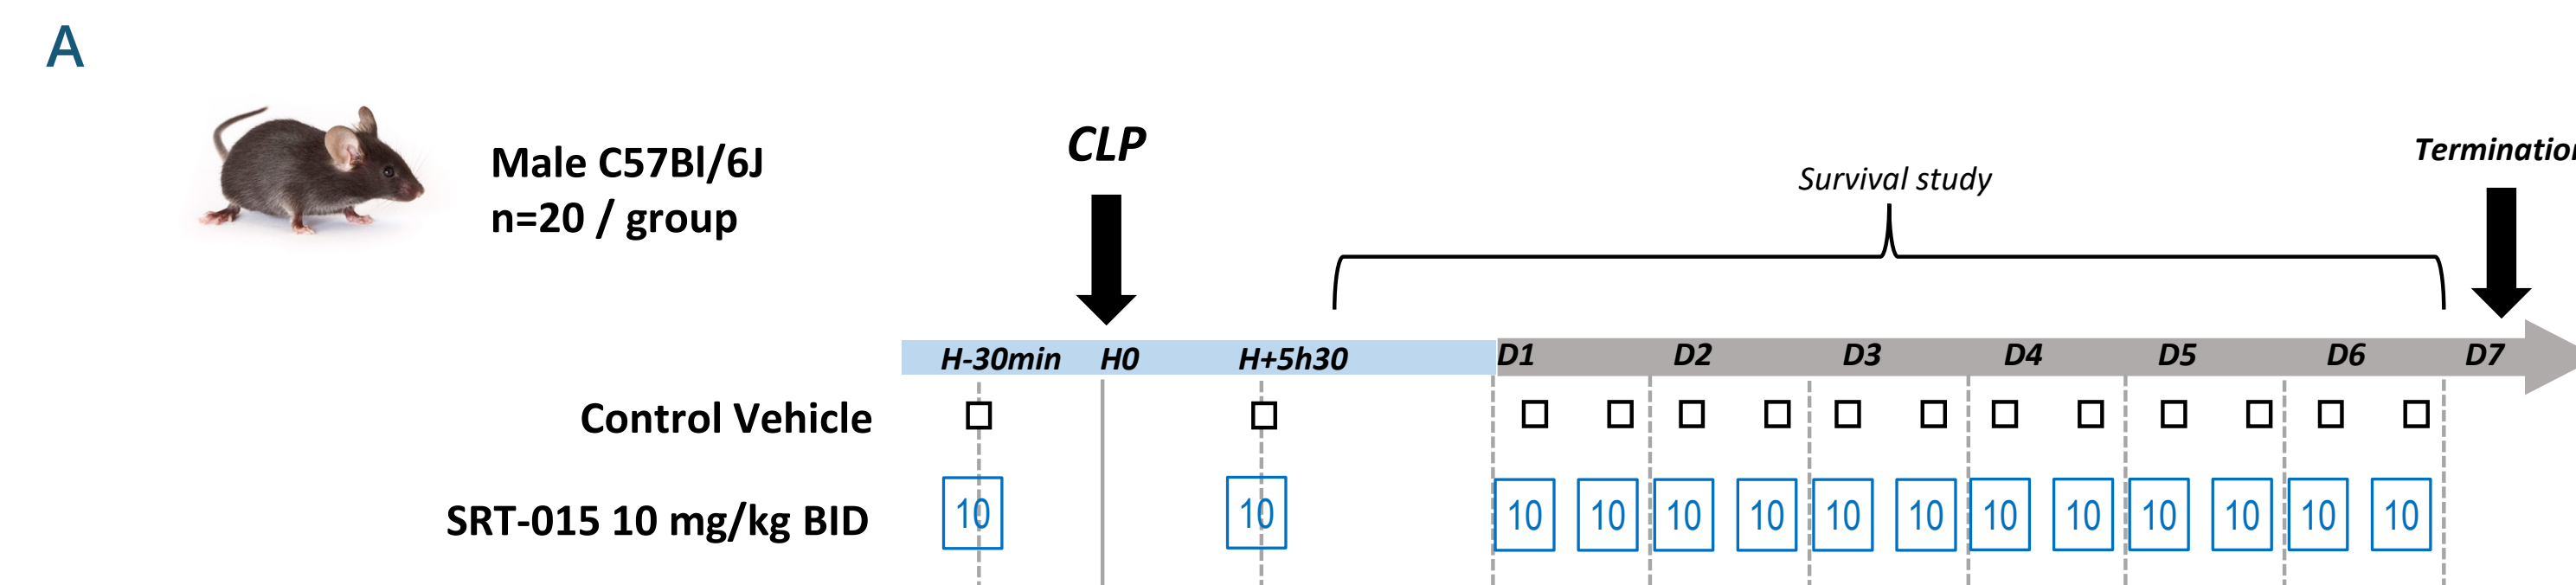 A
Male C57Bl/6J
n=20 / group
CLP
Survival study
Termination
H-30min H0 H+5h30 D1 D2 D3 D4 D5 D6 D7
Control Vehicle
SRT-015 10 mg/kg BID 10 10 10 10 10 10 10 10 10 10 10 10 10 10